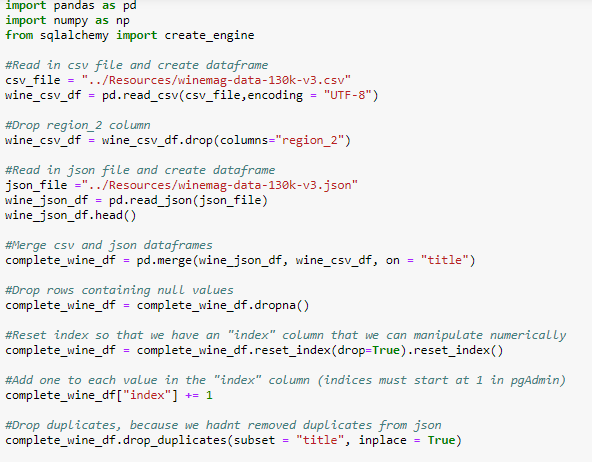 import pandas as pd
import numpy as np
from sqlalchemy import create_engine
#Read in csv file and create dataframe
csv_file = "../Resources/winemag-data-130k-v3.csv"
wine_csv_df = pd.read_csv(csv_file,encoding = "UTF-8")
#Drop region_2 column
wine_csv_df = wine_csv_df.drop(columns="region_2")
#Read in json file and create dataframe
json_file ="../Resources/winemag-data-130k-v3.json"
wine_json_df = pd.read_json(json_file)
wine_json_df.head()
#Merge csv and json dataframes
complete_wine_df = pd.merge(wine_json_df, wine_csv_df, on = "title")
#Drop rows containing null values
complete_wine_df = complete_wine_df.dropna()
#Reset index so that we have an "index" column that we can manipulate numerically
complete_wine_df = complete_wine_df.reset_index(drop=True).reset_index()
#Add one to each value in the "index" column (indices must start at 1 in pgAdmin)
complete_wine_df["index"] += 1
#Drop duplicates, because we hadnt removed duplicates from json
complete_wine_df.drop_duplicates(subset = "title", inplace = True)